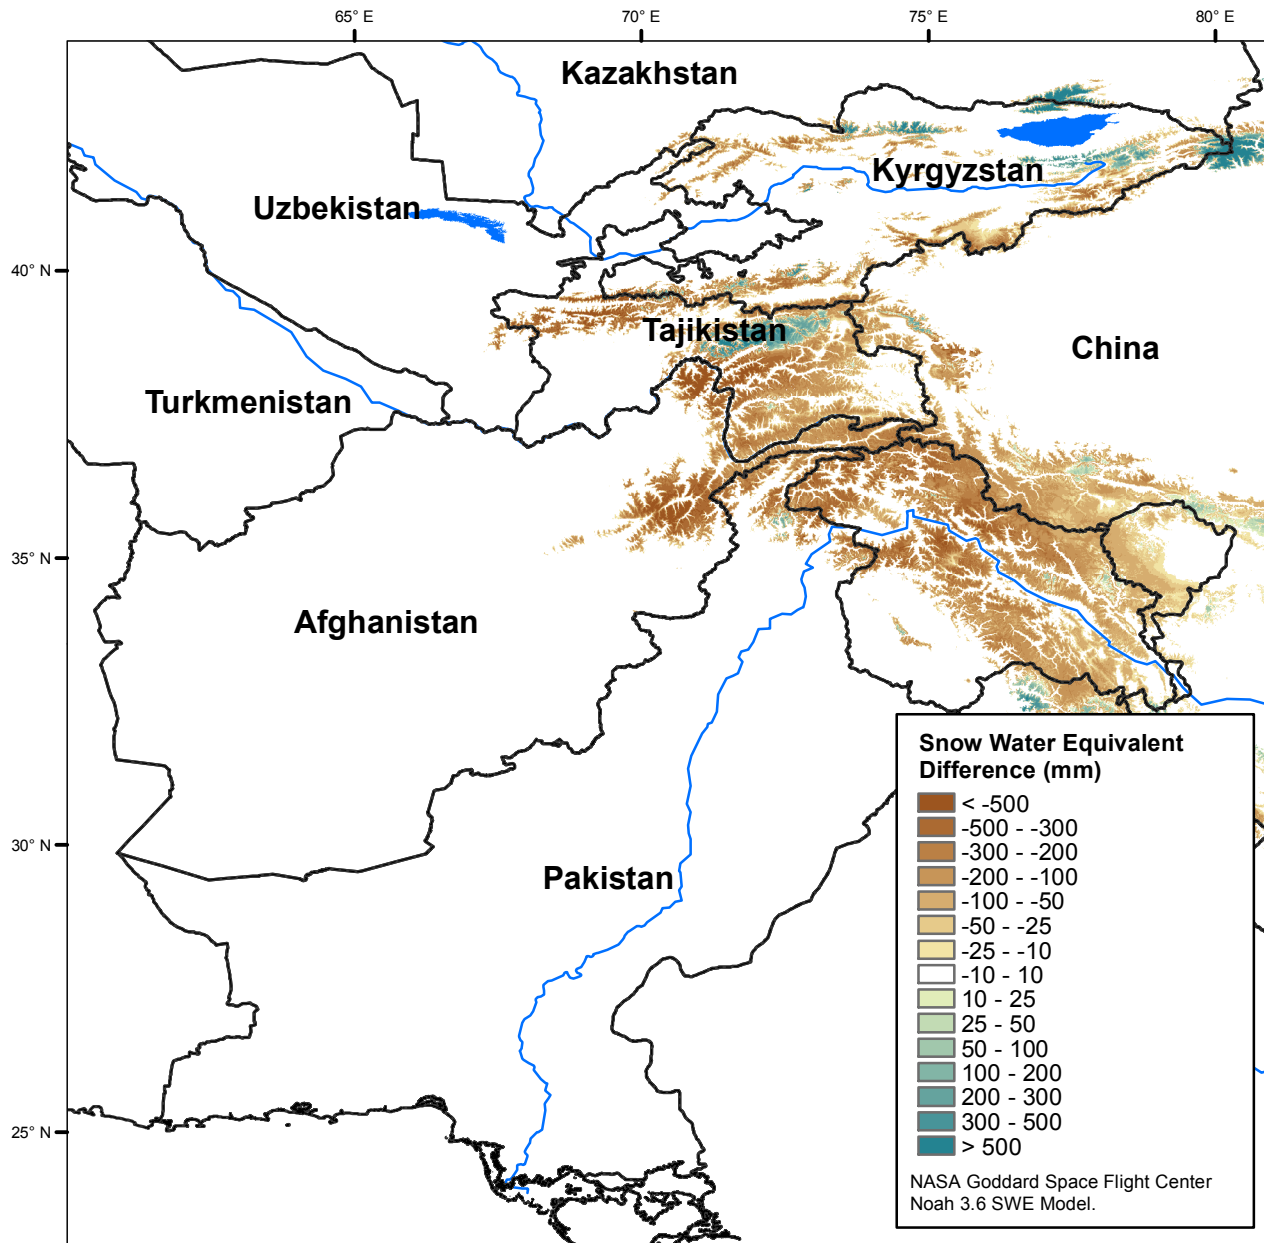 65° E
70° E
75° E
80° E
Kazakhstan
Kyrgyzstan
Uzbekistan
40° N
Tajikistan
China
Turkmenistan
35° N
Afghanistan
Snow Water Equivalent
Difference (mm)
< -500
-500 - -300
-300 - -200
-200 - -100
-100 - -50
-50 - -25
-25 - -10
-10 - 10
10 - 25
25 - 50
50 - 100
100 - 200
200 - 300
300 - 500
> 500
NASA Goddard Space Flight Center
Noah 3.6 SWE Model.
30° N
Pakistan
25° N